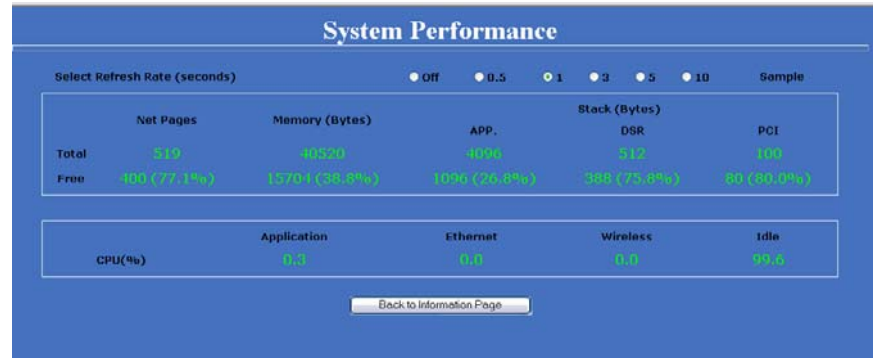 System Performance
Select Refresh Rate (seconds) Off 0.5 1 3 5 10 Sample
Stack (Bytes)
Net Pages Memory (Bytes)
APP. DSR PCI
Total 519 40520 4096 512 100
Free 400 (77.1%) 15704 (38.8%) 1096 (26.8%) 388 (75.8%) 80 (80.0%)
Application Ethernet Wireless Idle
CPU(%) 0.3 0.0 0.0 99.6
Back to Information Page